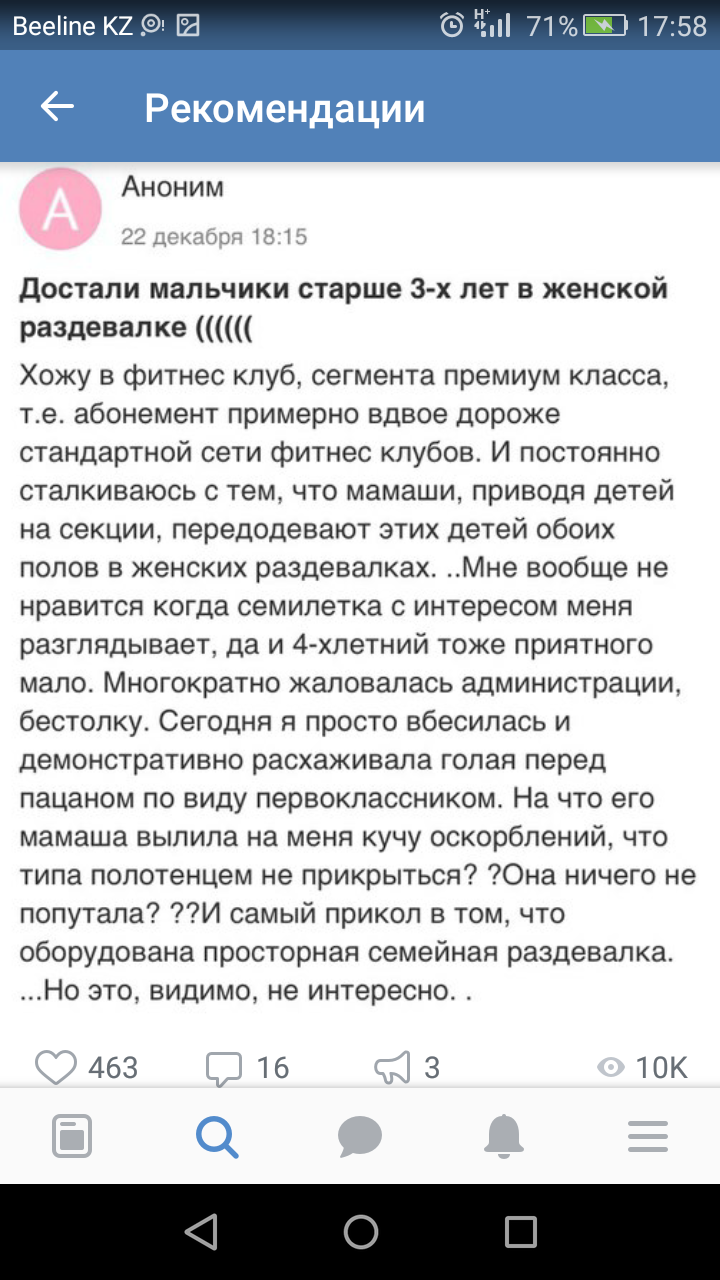 Beeline KZ
H+
71%
17:58
Рекомендации
А
Аноним
22 декабря 18:15
Достали мальчики старше 3-х лет в женской
раздевалке ((((((
Хожу в фитнес клуб, сегмента премиум класса,
т.е. абонемент примерно вдвое дороже
стандартной сети фитнес клубов. И постоянно
сталкиваюсь с тем, что мамаши, приводя детей
на секции, передодевают этих детей обоих
полов в женских раздевалках. ..Мне вообще не
нравится когда семилетка с интересом меня
разглядывает, да и 4-хлетний тоже приятного
мало. Многократно жаловалась администрации,
бестолку. Сегодня я просто вбесилась и
демонстративно расхаживала голая перед
пацаном по виду первоклассником. На что его
мамаша вылила на меня кучу оскорблений, что
типа полотенцем не прикрыться? ?Она ничего не
попутала? ??И самый прикол в том, что
оборудована просторная семейная раздевалка.
...Но это, видимо, не интересно. .
463
16
3
10K